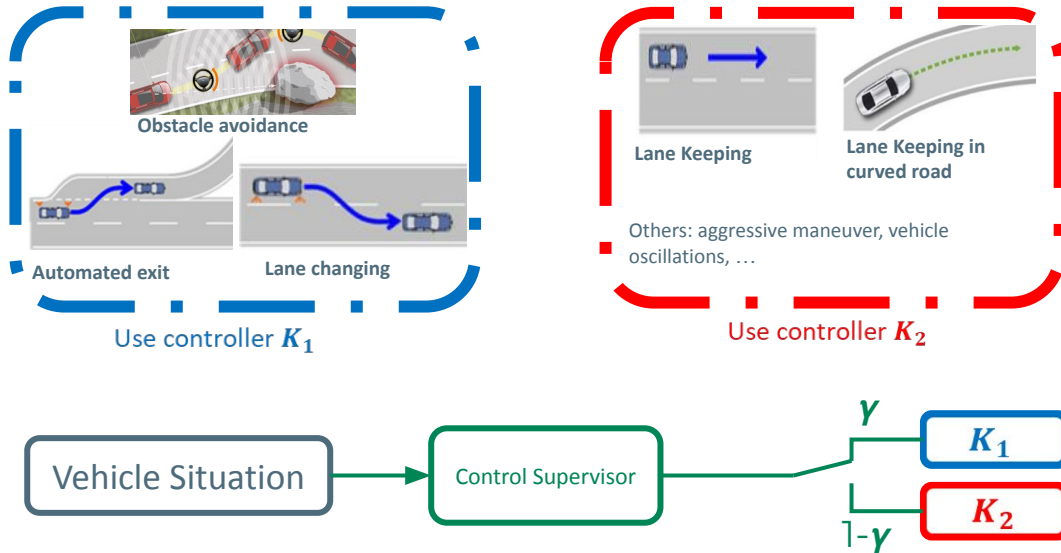 Obstacle avoidance
Automated exit
Lane changing
Use controller K₁
Lane Keeping
Lane Keeping in
curved road
Others: aggressive maneuver, vehicle
oscillations, …
Use controller K₂
Vehicle Situation
Control Supervisor
γ
K₁
K₂
1-γ